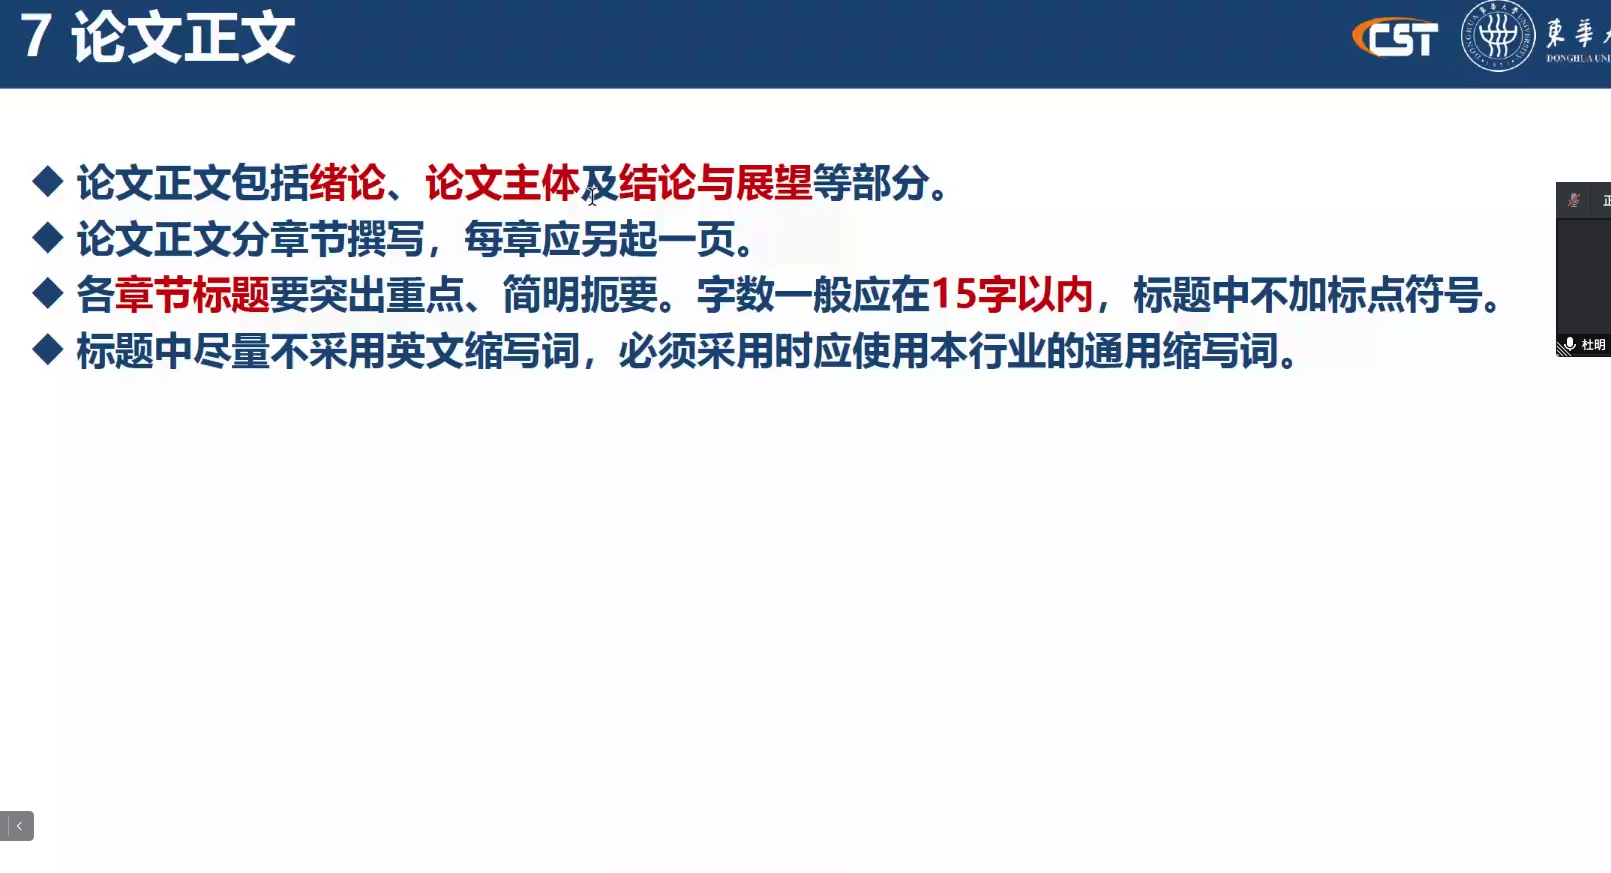 7 论文正文
CST
東華
DONGHUA UNI
◆ 论文正文包括绪论、论文主体及结论与展望等部分。
◆ 论文正文分章节撰写，每章应另起一页。
◆ 各章节标题要突出重点、简明扼要。字数一般应在15字以内，标题中不加标点符号。
◆ 标题中尽量不采用英文缩写词，必须采用时应使用本行业的通用缩写词。
杜明